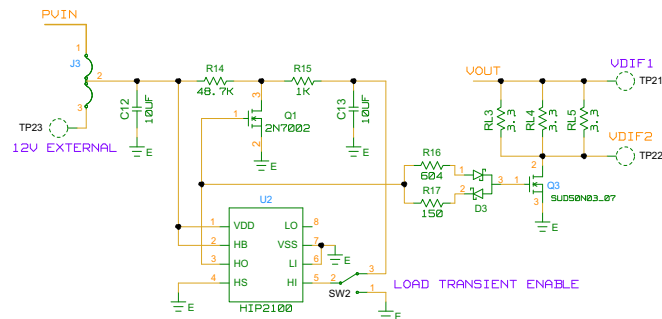 PVIN
1
J3
2
3
TP23
12V EXTERNAL
C12
10UF
E
R14
48.7K
R15
1K
3
1
Q1
2N7002
2
E
C13
10UF
E
VOUT
VDIF1
TP21
RL3
3.3
RL4
3.3
RL5
3.3
VDIF2
TP22
R16
604
R17
150
1
2
3
D3
1
2
Q3
3
SUD50N03_07
E
U2
1 VDD LO 8
2 HB VSS 7
3 HO LI 6
4 HS HI 5
HIP2100
E
E
2
3
1
SW2
E
LOAD TRANSIENT ENABLE